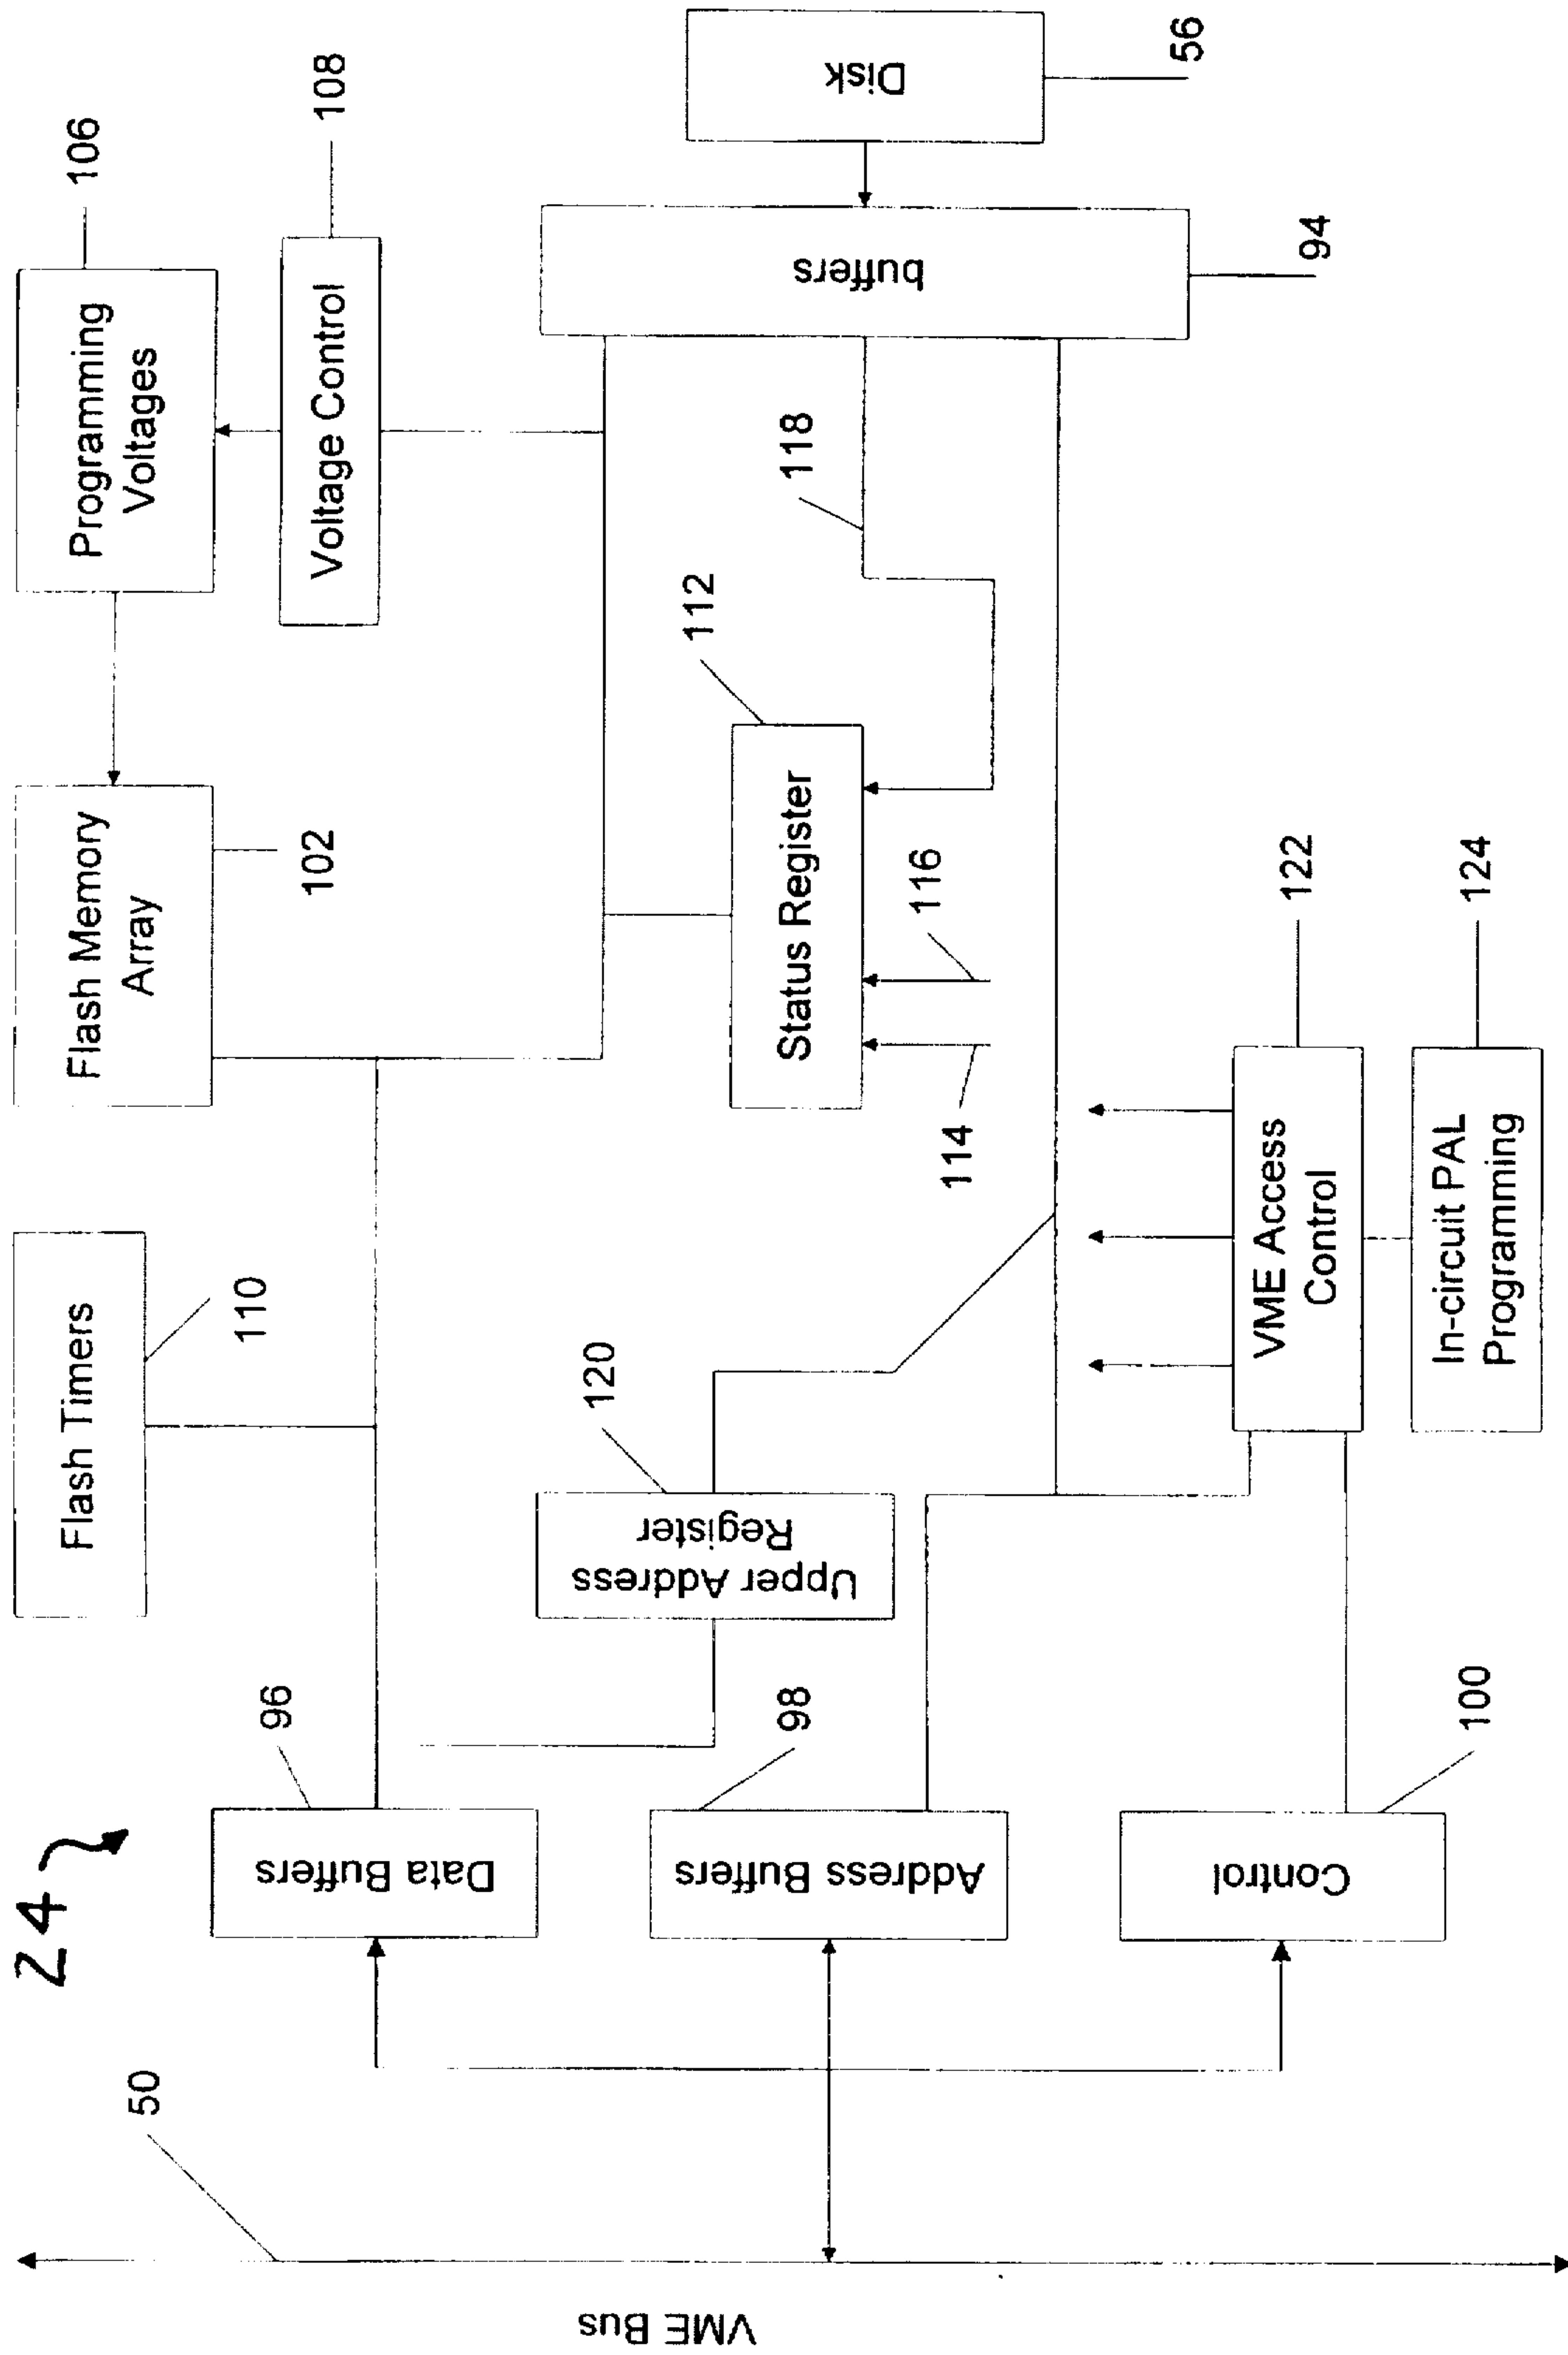 24
50
VME Bus
Data Buffers
96
Address Buffers
98
Control
100
Flash Timers
110
Upper Address
Register
120
Flash Memory
Array
102
Programming
Voltages
106
Voltage Control
108
Status Register
112
114
116
118
buffers
94
Disk
56
VME Access
Control
122
In-circuit PAL
Programming
124